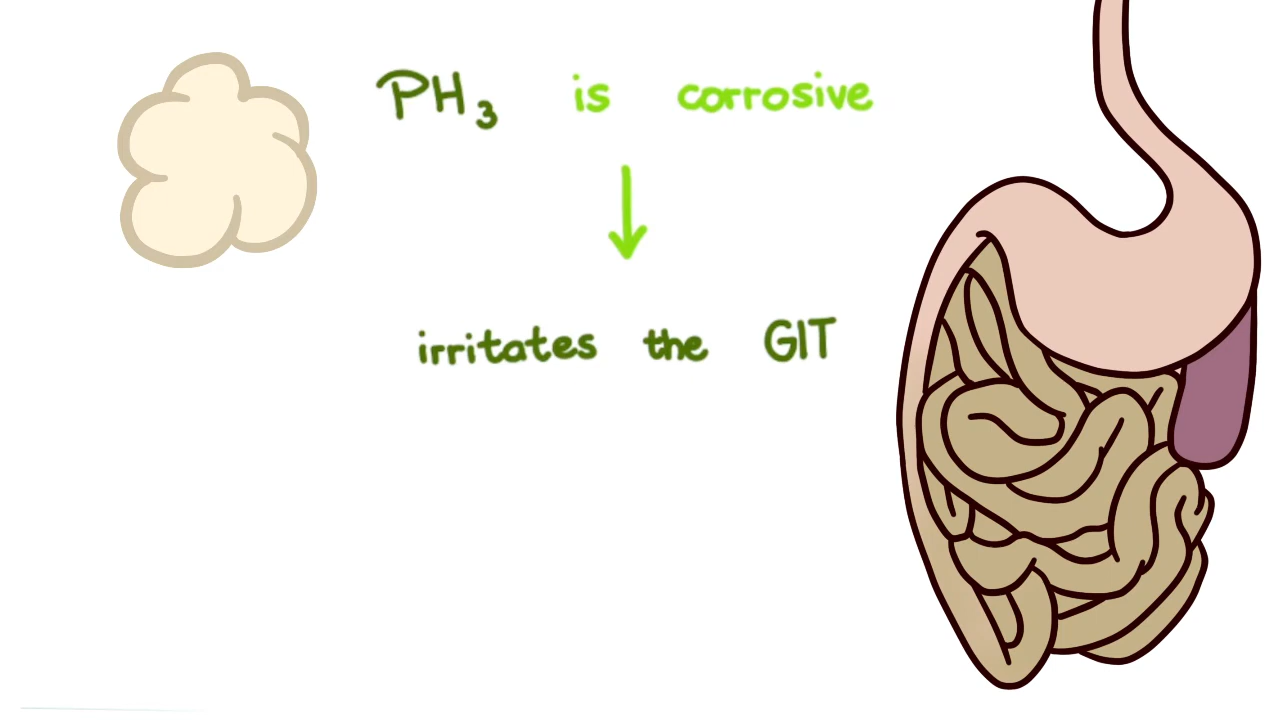 PH₃ is corrosive
irritates the GIT